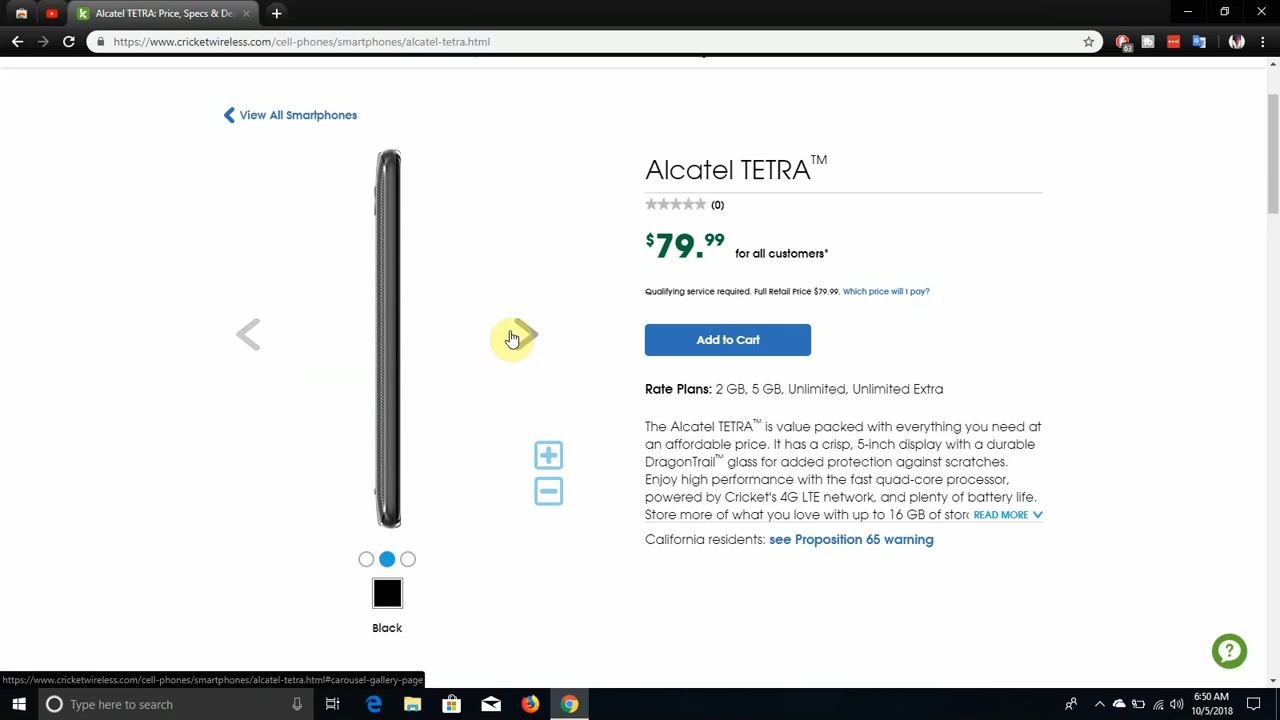 Alcatel TETRA: Price, Specs & De
https://www.cricketwireless.com/cell-phones/smartphones/alcatel-tetra.html
63
View All Smartphones
Alcatel TETRA™
(0)
$79.99 for all customers*
Qualifying service required. Full Retail Price $79.99. Which price will I pay?
Add to Cart
Rate Plans: 2 GB, 5 GB, Unlimited, Unlimited Extra
The Alcatel TETRA™ is value packed with everything you need at
an affordable price. It has a crisp, 5-inch display with a durable
DragonTrail™ glass for added protection against scratches.
Enjoy high performance with the fast quad-core processor,
powered by Cricket's 4G LTE network, and plenty of battery life.
Store more of what you love with up to 16 GB of stor READ MORE
California residents: see Proposition 65 warning
Black
https://www.cricketwireless.com/cell-phones/smartphones/alcatel-tetra.html#carousel-gallery-page
Type here to search
6:50 AM
10/5/2018